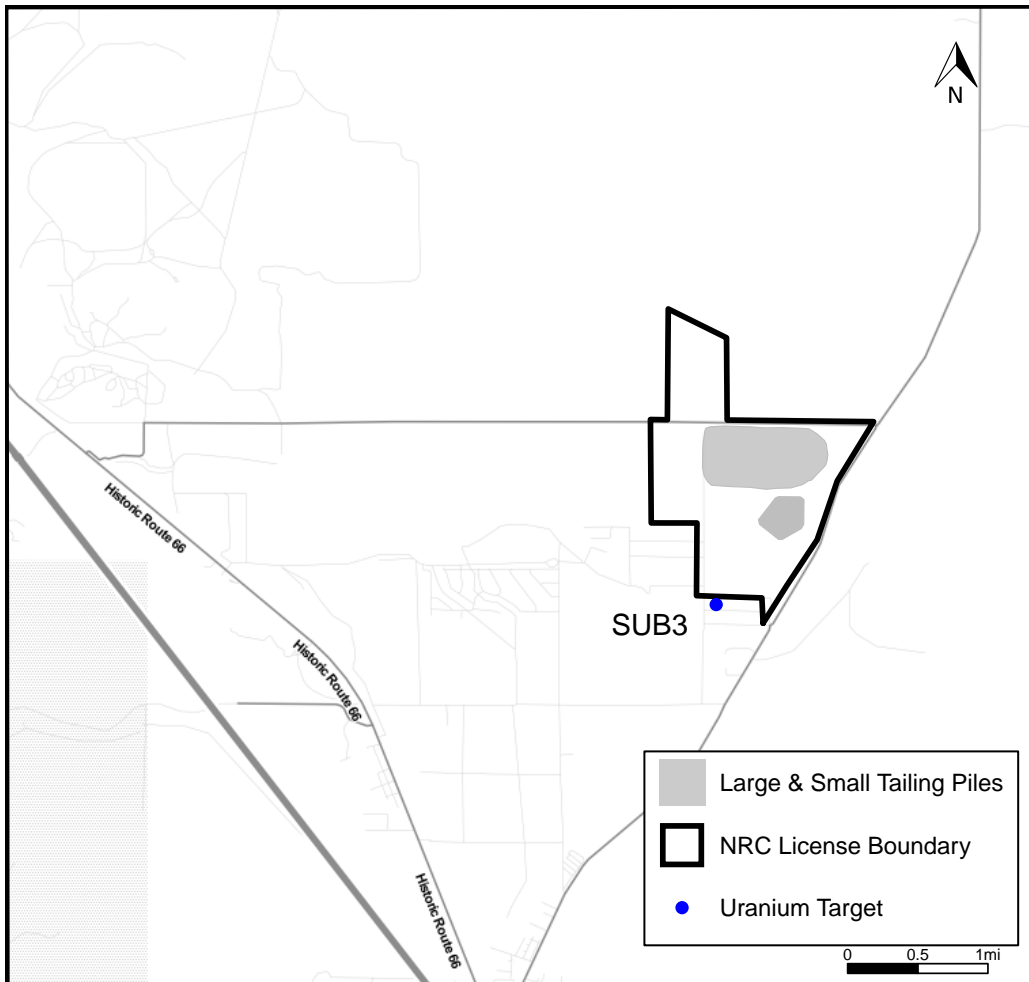 N
Historic Route 66
Historic Route 66
SUB3
Large & Small Tailing Piles
NRC License Boundary
Historic Route 66
Uranium Target
0 0.5 1mi